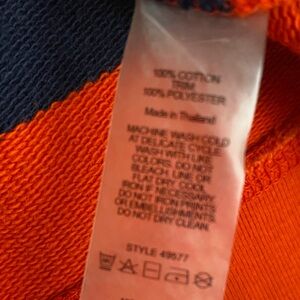 100% COTTON
TRIM
100% POLYESTER
Made in Thailand
MACHINE WASH COLD
AT DELICATE CYCLE.
WASH WITH LIKE
COLORS. DO NOT
BLEACH. LINE OR
FLAT DRY. COOL
IRON IF NECESSARY.
DO NOT IRON PRINTS
OR EMBELLISHMENTS.
DO NOT DRY CLEAN.
STYLE 49577